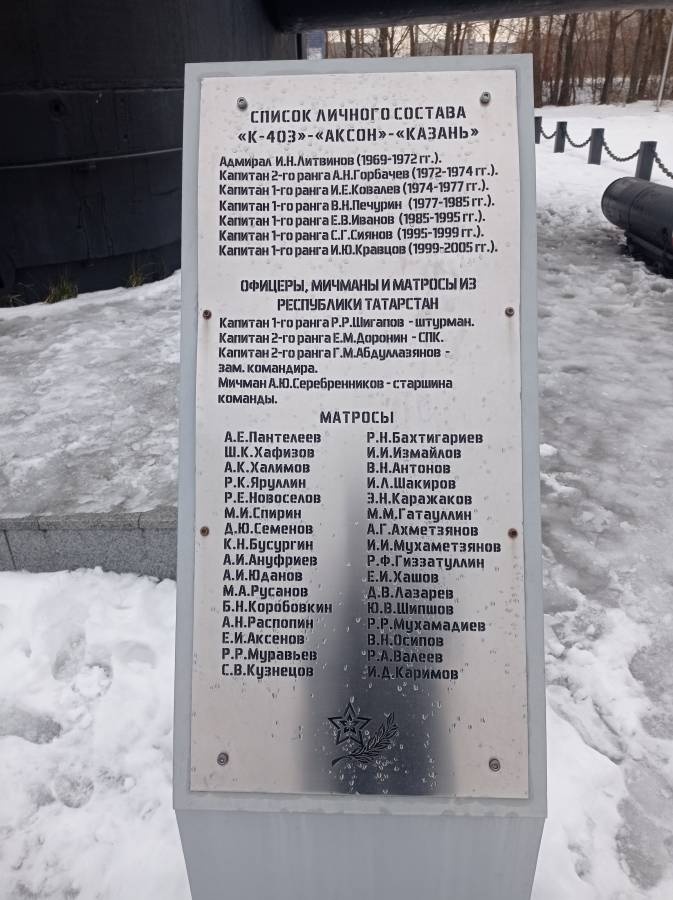 СПИСОК ЛИЧНОГО СОСТАВА
«К-403»-«АКСОН»-«КАЗАНЬ»
Адмирал И.Н.Литвинов (1969-1972 гг.).
Капитан 2-го ранга А.Н.Горбачев (1972-1974 гг.).
Капитан 1-го ранга И.Е.Ковалев (1974-1977 гг.).
Капитан 1-го ранга В.Н.Печурин (1977-1985 гг.).
Капитан 1-го ранга Е.В.Иванов (1985-1995 гг.).
Капитан 1-го ранга С.Г.Сиянов (1995-1999 гг.).
Капитан 1-го ранга И.Ю.Кравцов (1999-2005 гг.).
ОФИЦЕРЫ, МИЧМАНЫ И МАТРОСЫ ИЗ
РЕСПУБЛИКИ ТАТАРСТАН
Капитан 1-го ранга Р.Р.Шигапов - штурман.
Капитан 2-го ранга Е.М.Доронин - СПК.
Капитан 2-го ранга Г.М.Абдуллазянов -
зам. командира.
Мичман А.Ю.Серебренников - старшина
команды.
МАТРОСЫ
А.Е.Пантелеев
Ш.К.Хафизов
А.К.Халимов
Р.К.Яруллин
Р.Е.Новоселов
М.И.Спирин
Д.Ю.Семенов
К.Н.Бусургин
А.И.Ануфриев
А.И.Юданов
М.А.Русанов
Б.Н.Коробовкин
А.Н.Распопин
Е.И.Аксенов
Р.Р.Муравьев
С.В.Кузнецов
Р.Н.Бахтигариев
И.И.Измайлов
В.Н.Антонов
И.Л.Шакиров
Э.Н.Каражаков
М.М.Гатауллин
А.Г.Ахметзянов
И.И.Мухаметзянов
Р.Ф.Гиззатуллин
Е.И.Хашов
Д.В.Лазарев
Ю.В.Шипшов
Р.Р.Мухамадиев
В.Н.Осипов
Р.А.Валеев
И.Д.Каримов